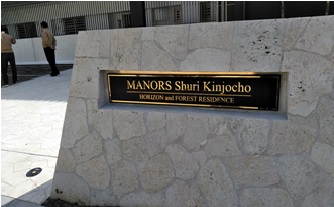 MANORS Shuri Kinjocho
HORIZON and FOREST RESIDENCE